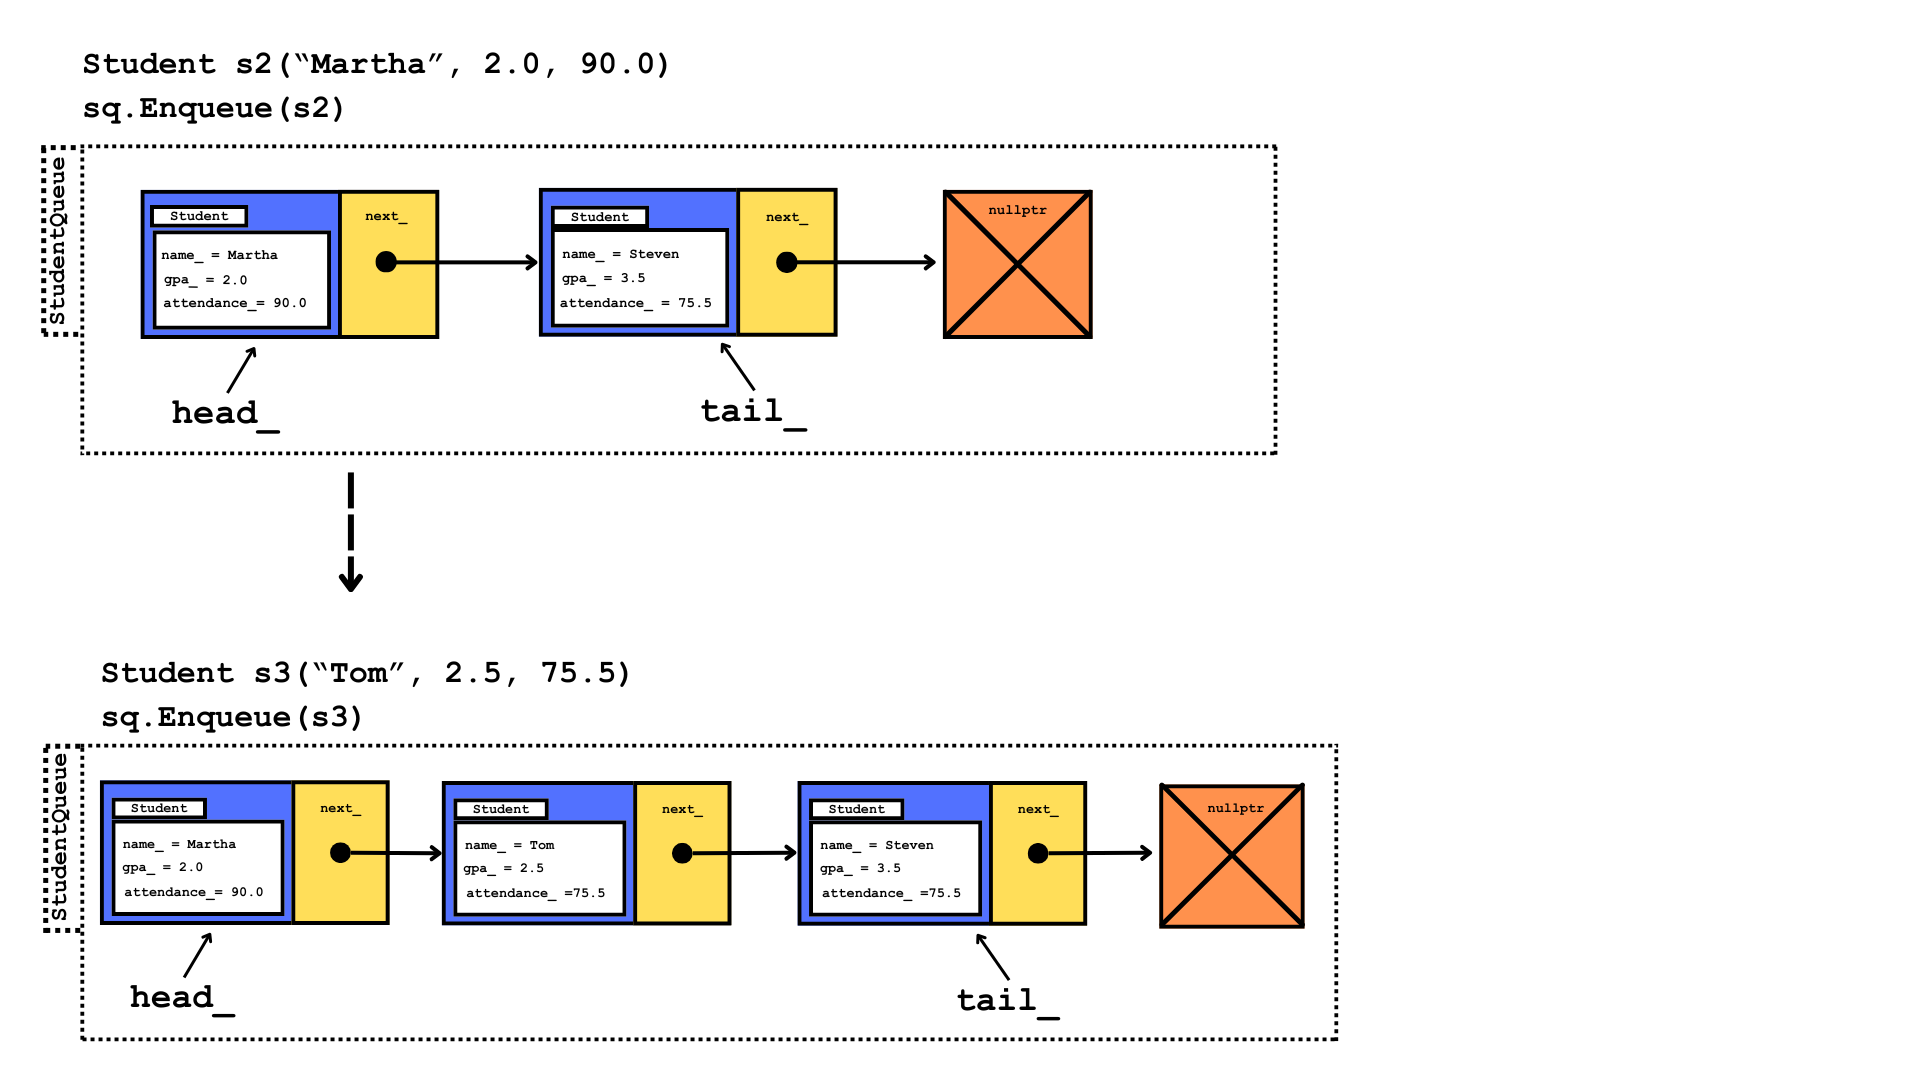 Student s2(“Martha”, 2.0, 90.0)
sq.Enqueue(s2)
StudentQueue
Student
name_ = Martha
gpa_ = 2.0
attendance_= 90.0
next_
Student
name_ = Steven
gpa_ = 3.5
attendance_ = 75.5
next_
nullptr
head_
tail_
Student s3(“Tom”, 2.5, 75.5)
sq.Enqueue(s3)
StudentQueue
Student
name_ = Martha
gpa_ = 2.0
attendance_= 90.0
next_
Student
name_ = Tom
gpa_ = 2.5
attendance_ =75.5
next_
Student
name_ = Steven
gpa_ = 3.5
attendance_ =75.5
next_
nullptr
head_
tail_